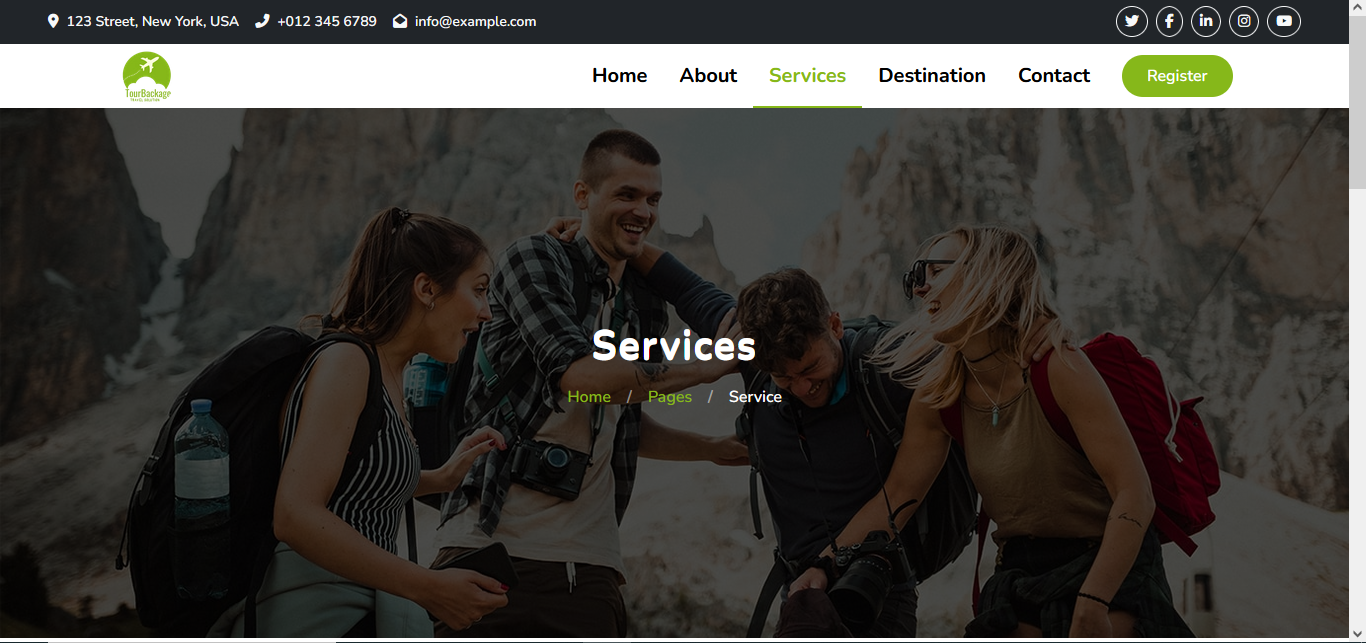 123 Street, New York, USA +012 345 6789 info@example.com
TourBackage
Home About Services Destination Contact Register
Services
Home / Pages / Service